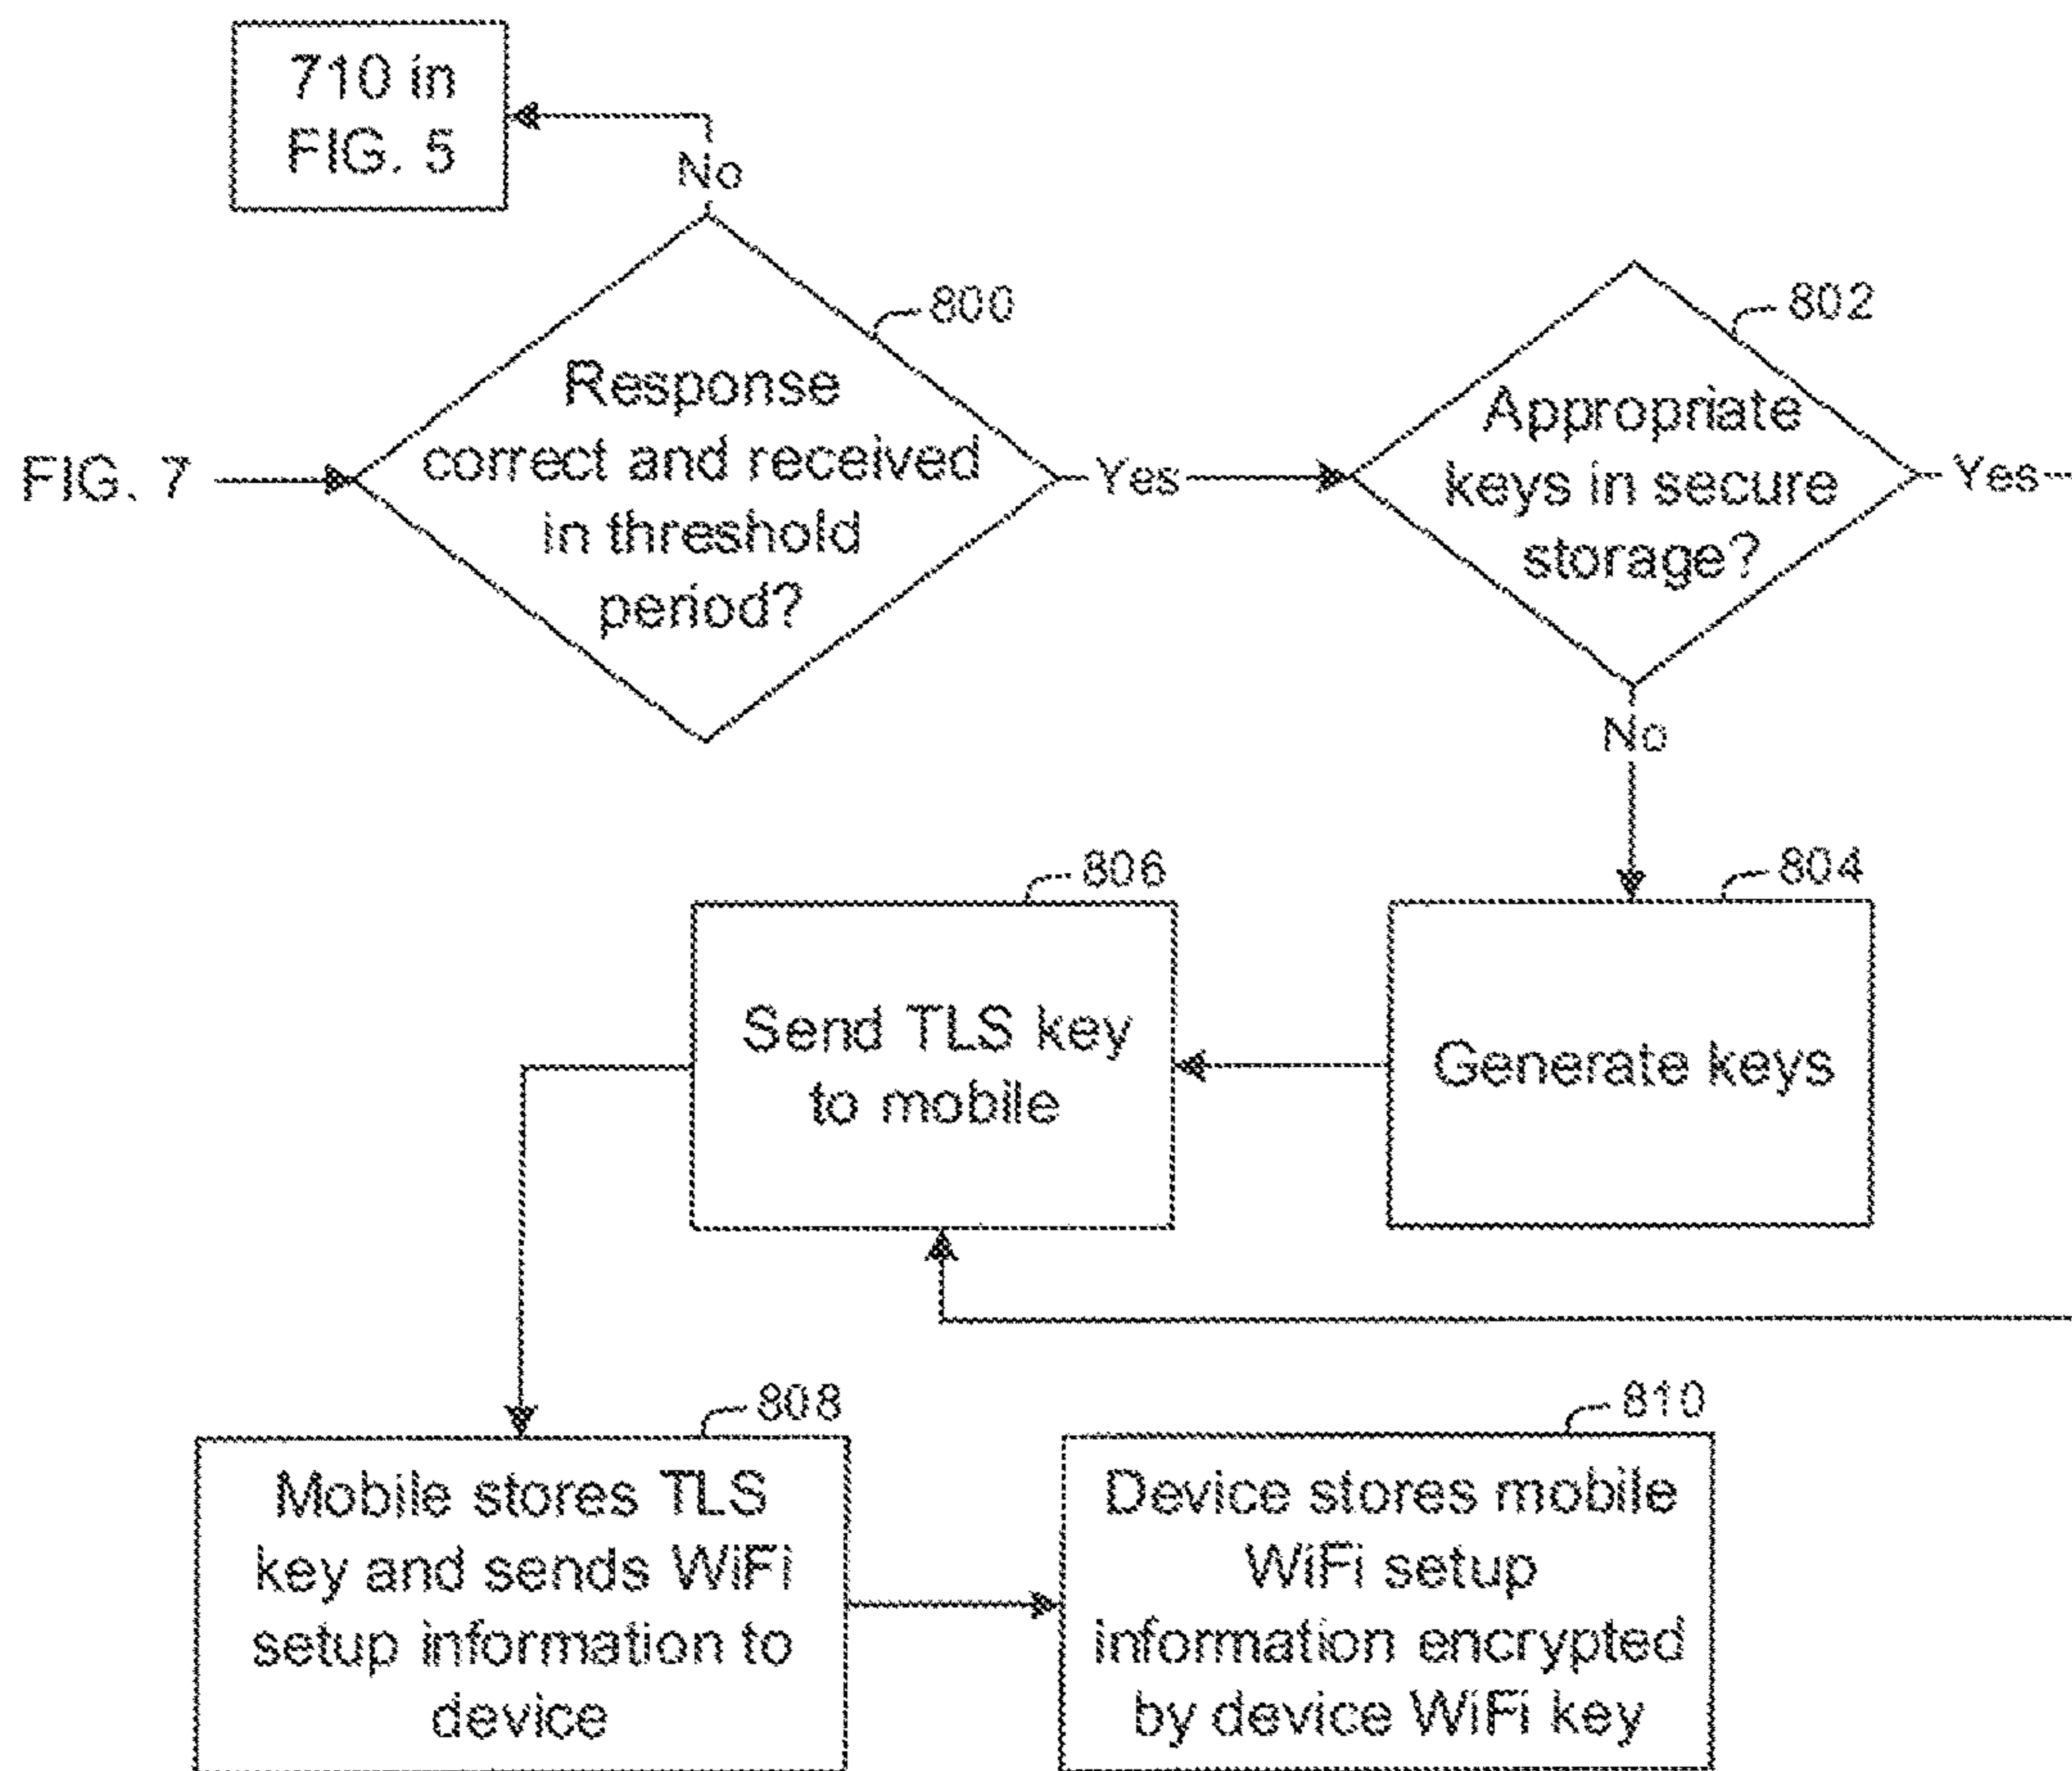 710 in
FIG. 5
No
800
Response
correct and received
in threshold
period?
FIG. 7
Yes
802
Appropriate
keys in secure
storage?
Yes
No
804
Generate keys
806
Send TLS key
to mobile
808
Mobile stores TLS
key and sends WiFi
setup information to
device
810
Device stores mobile
WiFi setup
information encrypted
by device WiFi key